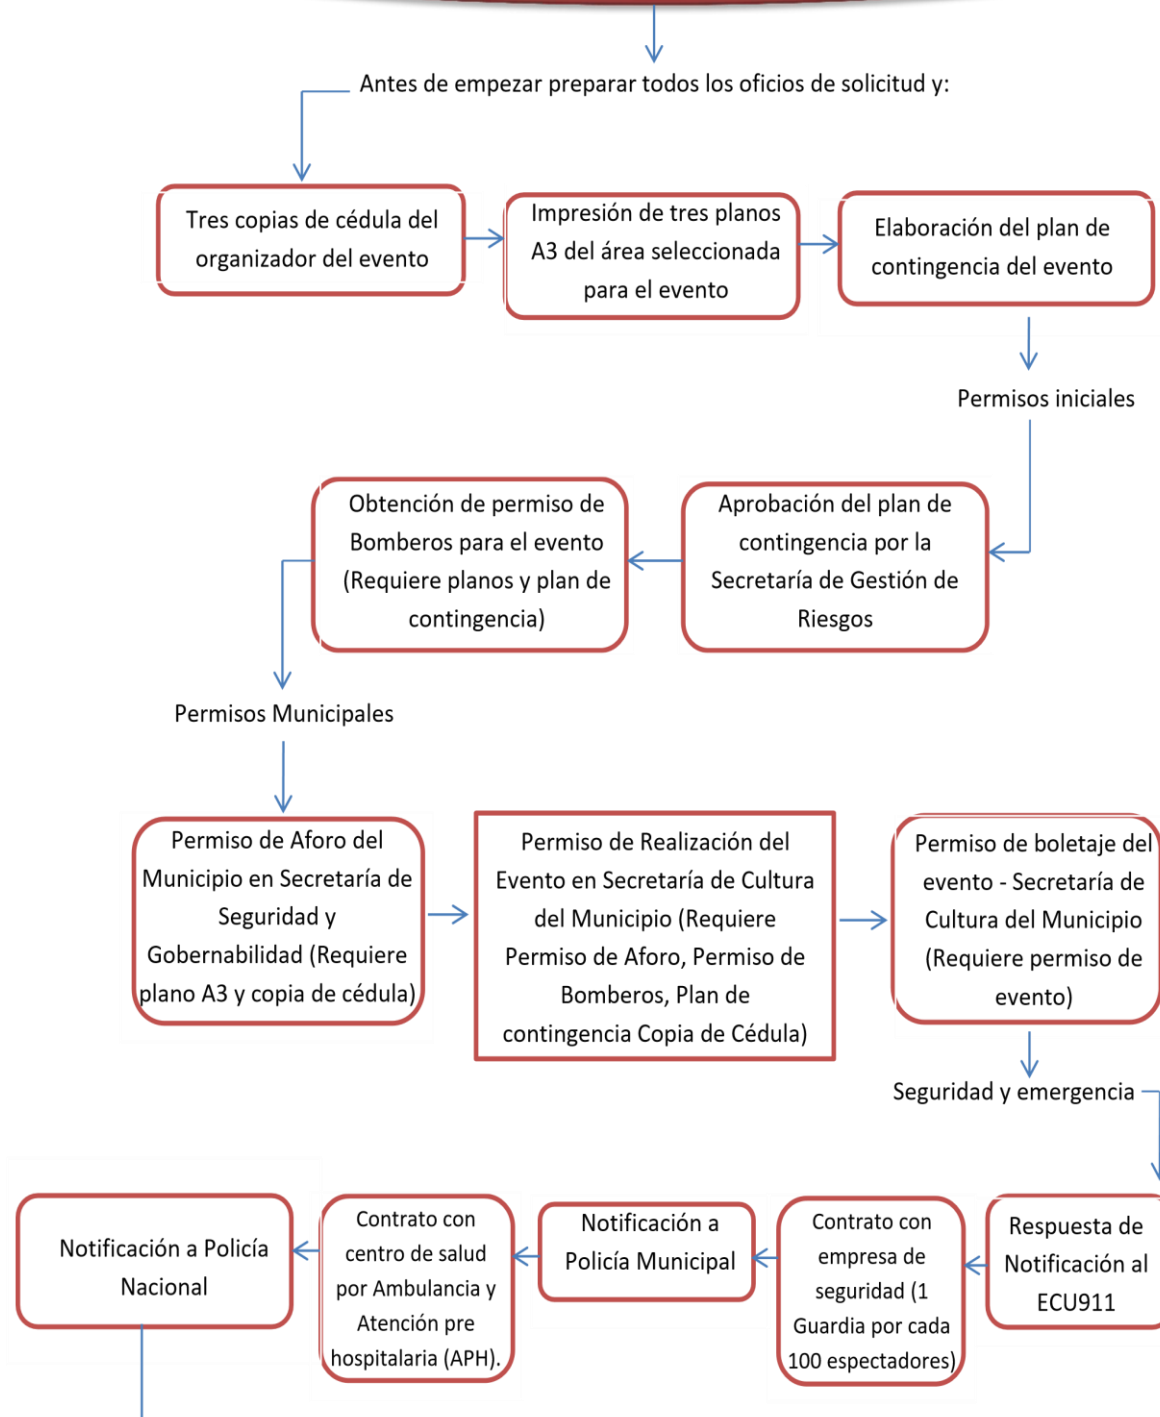 Antes de empezar preparar todos los oficios de solicitud y:
Tres copias de cédula del
organizador del evento
Impresión de tres planos
A3 del área seleccionada
para el evento
Elaboración del plan de
contingencia del evento
Permisos iniciales
Aprobación del plan de
contingencia por la
Secretaría de Gestión de
Riesgos
Obtención de permiso de
Bomberos para el evento
(Requiere planos y plan de
contingencia)
Permisos Municipales
Permiso de Aforo del
Municipio en Secretaría de
Seguridad y
Gobernabilidad (Requiere
plano A3 y copia de cédula)
Permiso de Realización del
Evento en Secretaría de Cultura
del Municipio (Requiere
Permiso de Aforo, Permiso de
Bomberos, Plan de
contingencia Copia de Cédula)
Permiso de boletaje del
evento - Secretaría de
Cultura del Municipio
(Requiere permiso de
evento)
Seguridad y emergencia
Respuesta de
Notificación al
ECU911
Contrato con
empresa de
seguridad (1
Guardia por cada
100 espectadores)
Notificación a
Policía Municipal
Contrato con
centro de salud
por Ambulancia y
Atención pre
hospitalaria (APH).
Notificación a Policía
Nacional